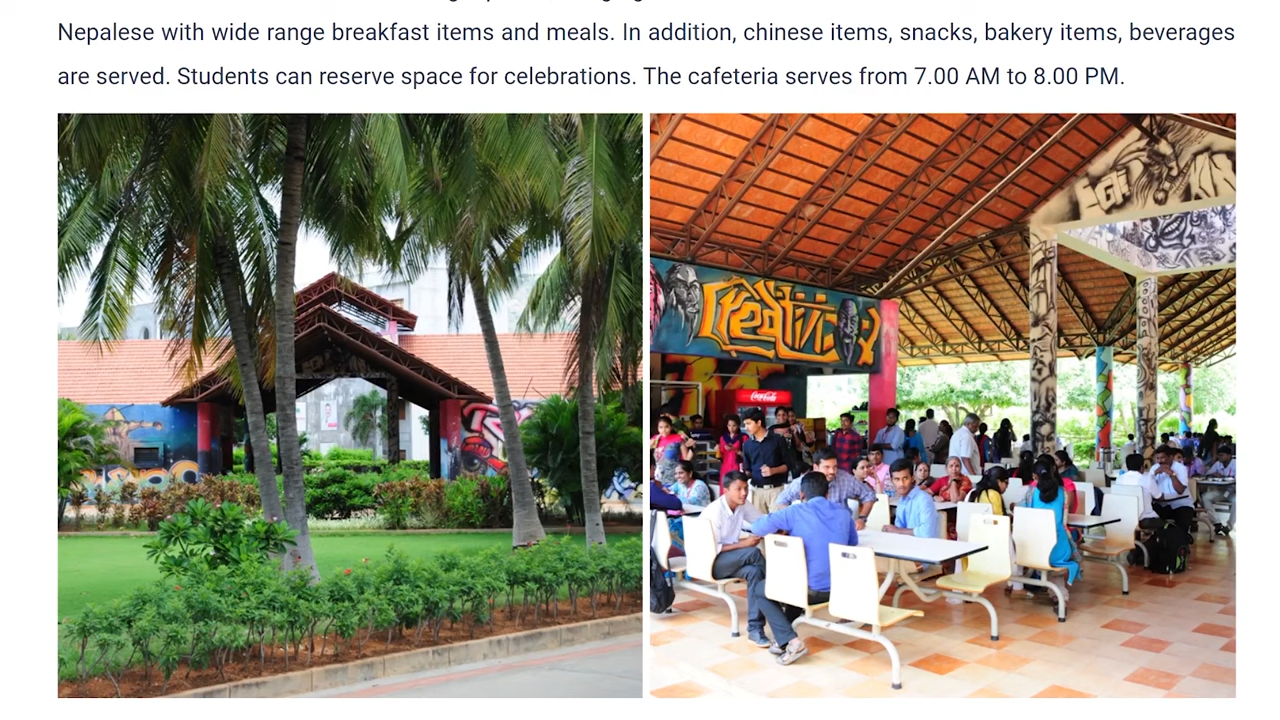 Nepalese with wide range breakfast items and meals. In addition, chinese items, snacks, bakery items, beverages
are served. Students can reserve space for celebrations. The cafeteria serves from 7.00 AM to 8.00 PM.
Creativity
Coca-Cola